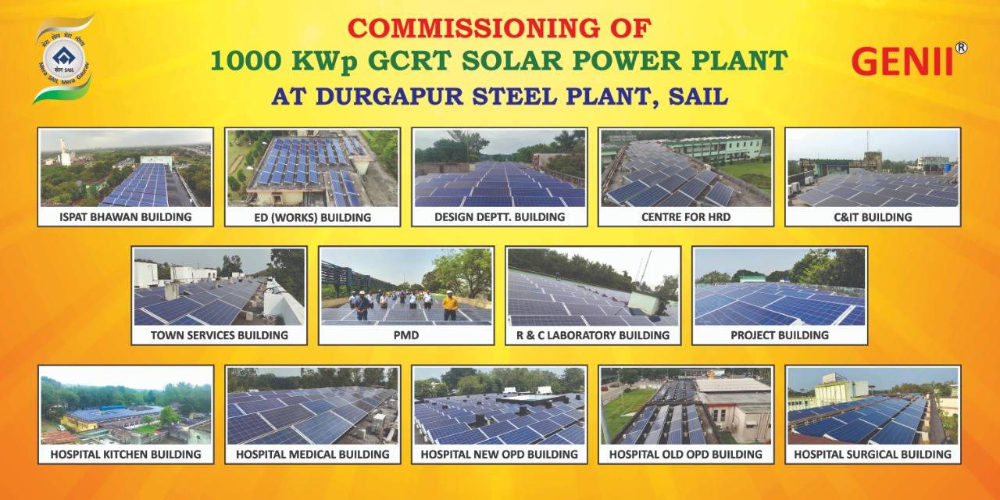 सेरा सेल मेरा गौरव
सेल SAIL
Mera SAIL Mera Gaurav
COMMISSIONING OF
1000 KWp GCRT SOLAR POWER PLANT
AT DURGAPUR STEEL PLANT, SAIL
GENII®
ISPAT BHAWAN BUILDING
ED (WORKS) BUILDING
DESIGN DEPTT. BUILDING
CENTRE FOR HRD
C&IT BUILDING
TOWN SERVICES BUILDING
PMD
R & C LABORATORY BUILDING
PROJECT BUILDING
HOSPITAL KITCHEN BUILDING
HOSPITAL MEDICAL BUILDING
HOSPITAL NEW OPD BUILDING
HOSPITAL OLD OPD BUILDING
HOSPITAL SURGICAL BUILDING